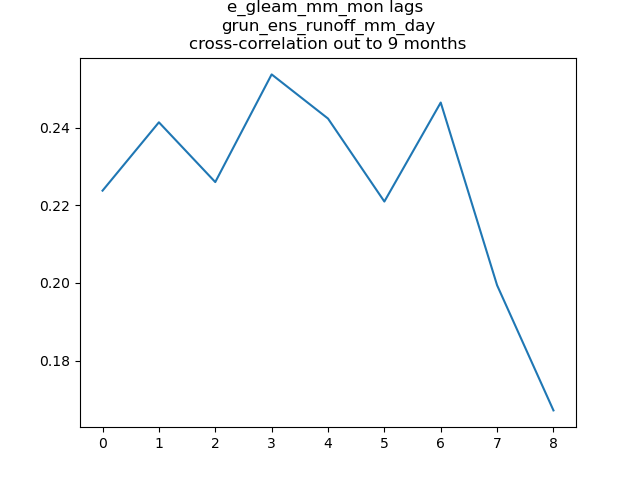 e_gleam_mm_mon lags
grun_ens_runoff_mm_day
cross-correlation out to 9 months
0.24
0.22
0.20
0.18
0 1 2 3 4 5 6 7 8